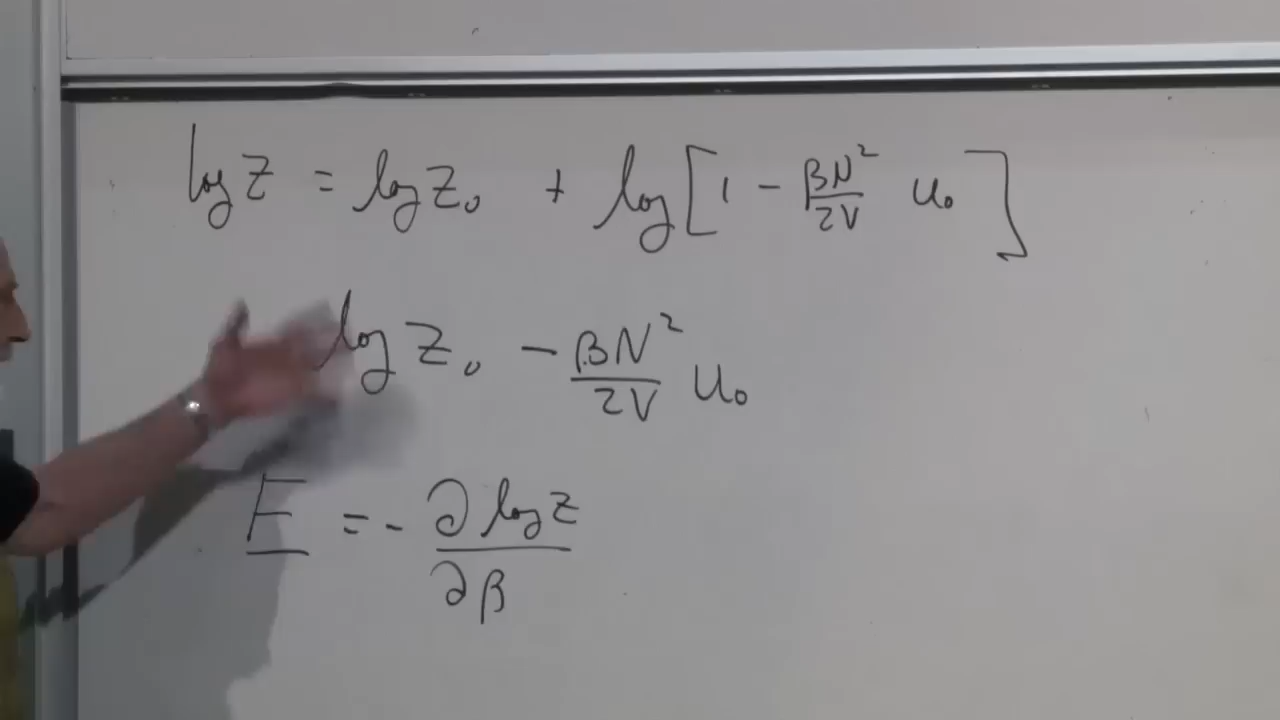 log Z = log Z₀ + log[1 - βN²/2V U₀]
log Z₀ - βN²/2V U₀
E = - ∂ log Z/∂β